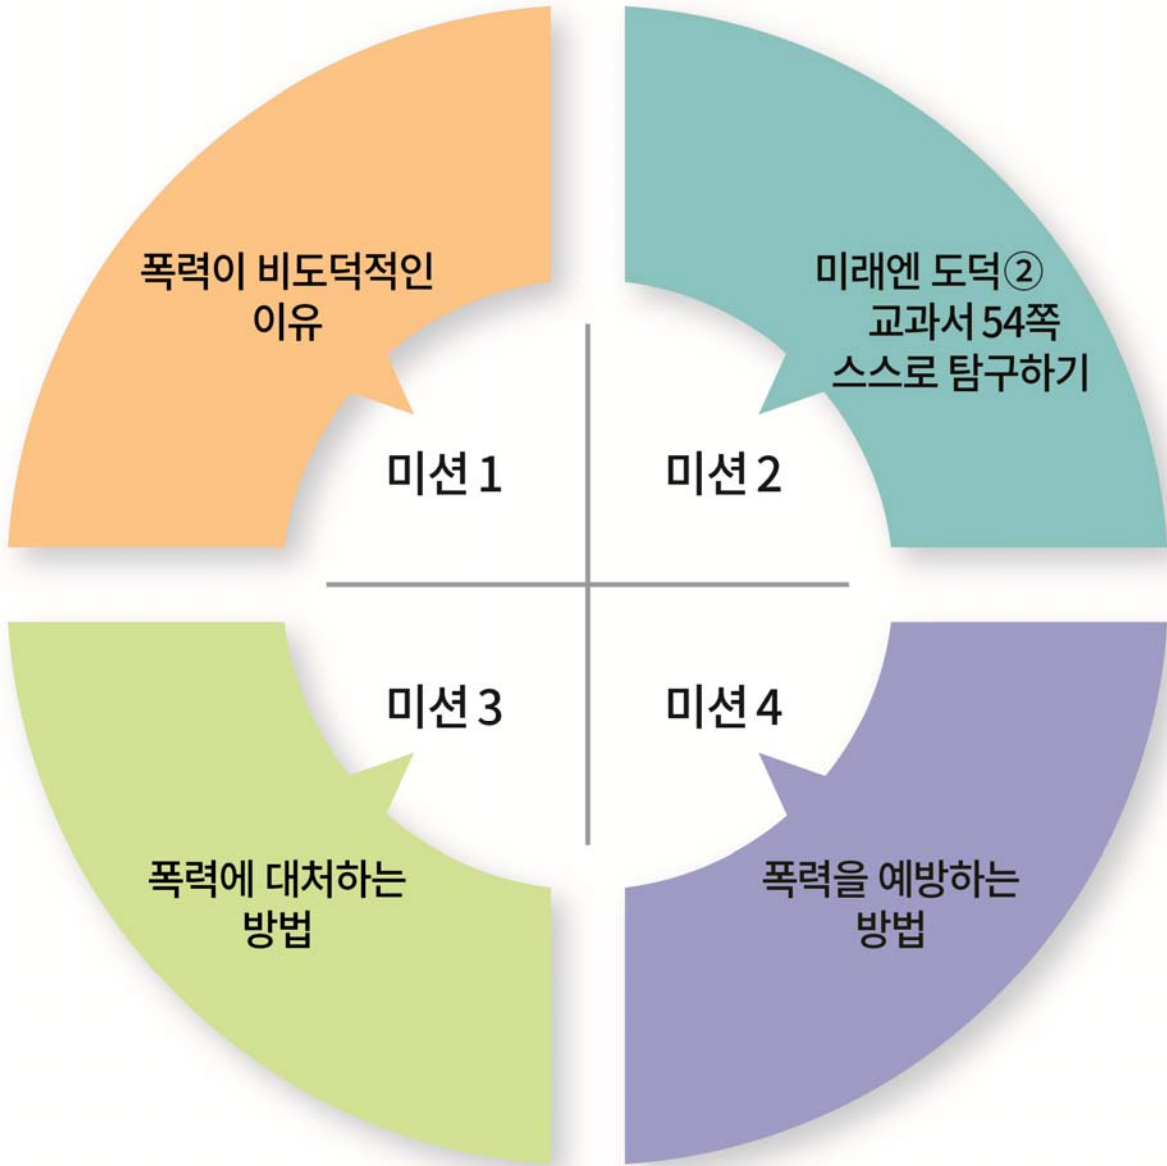 폭력이 비도덕적인
이유
미래엔 도덕②
교과서 54쪽
스스로 탐구하기
미션 1
미션 2
미션 3
미션 4
폭력에 대처하는
방법
폭력을 예방하는
방법